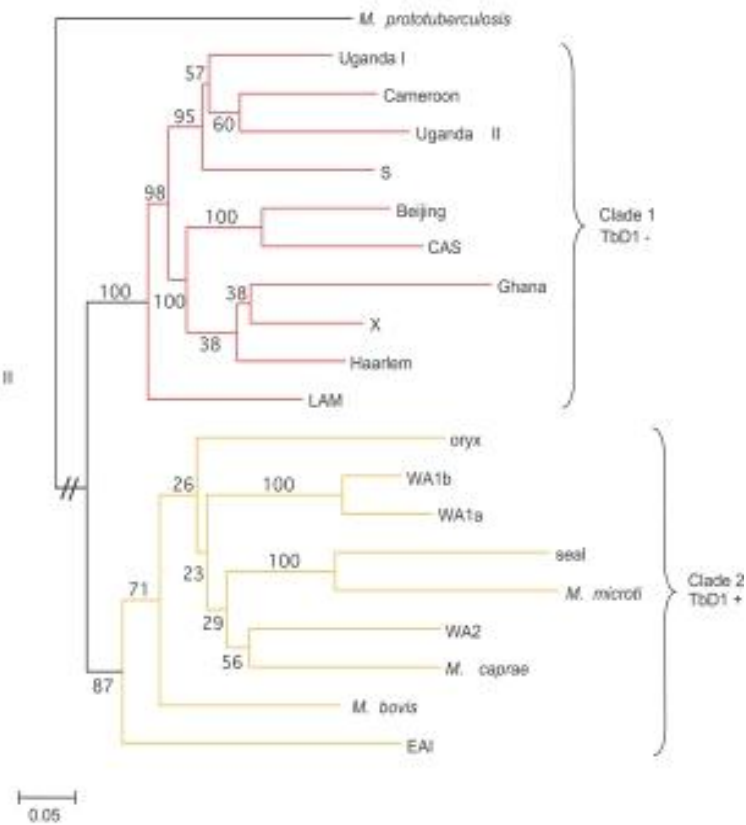 M. prototuberculosis
Uganda I
57
Cameroon
95
60
Uganda II
S
98
Beijing
100
CAS
Clade 1
TbD1 -
Ghana
38
100
100
X
38
Haarlem
II
LAM
oryx
26
100
WA1b
WA1a
seal
100
23
71
M. microti
Clade 2
TbD1 +
29
WA2
56
M. caprae
87
M. bovis
EAI
0.05